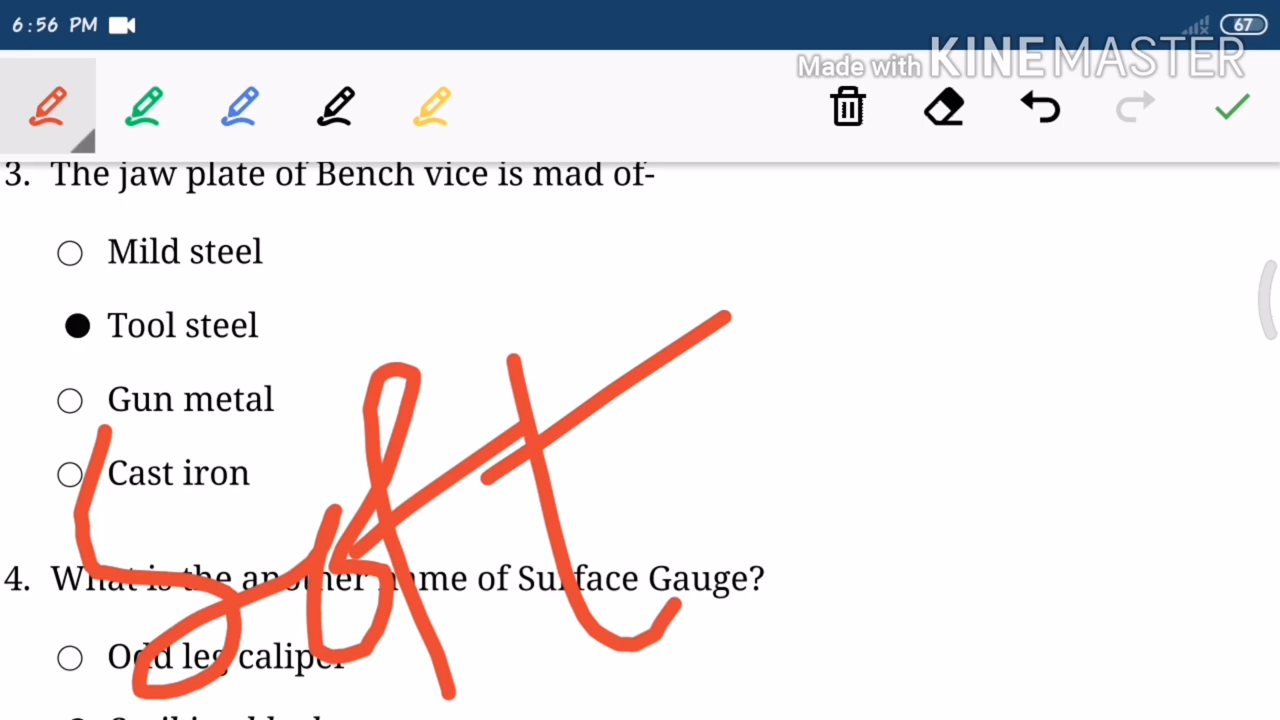 6:56 PM 67
Made with KINEMASTER
3. The jaw plate of Bench vice is mad of-
Mild steel
Tool steel
Gun metal
Cast iron
soft
4. What is the another name of Surface Gauge?
Odd leg caliper